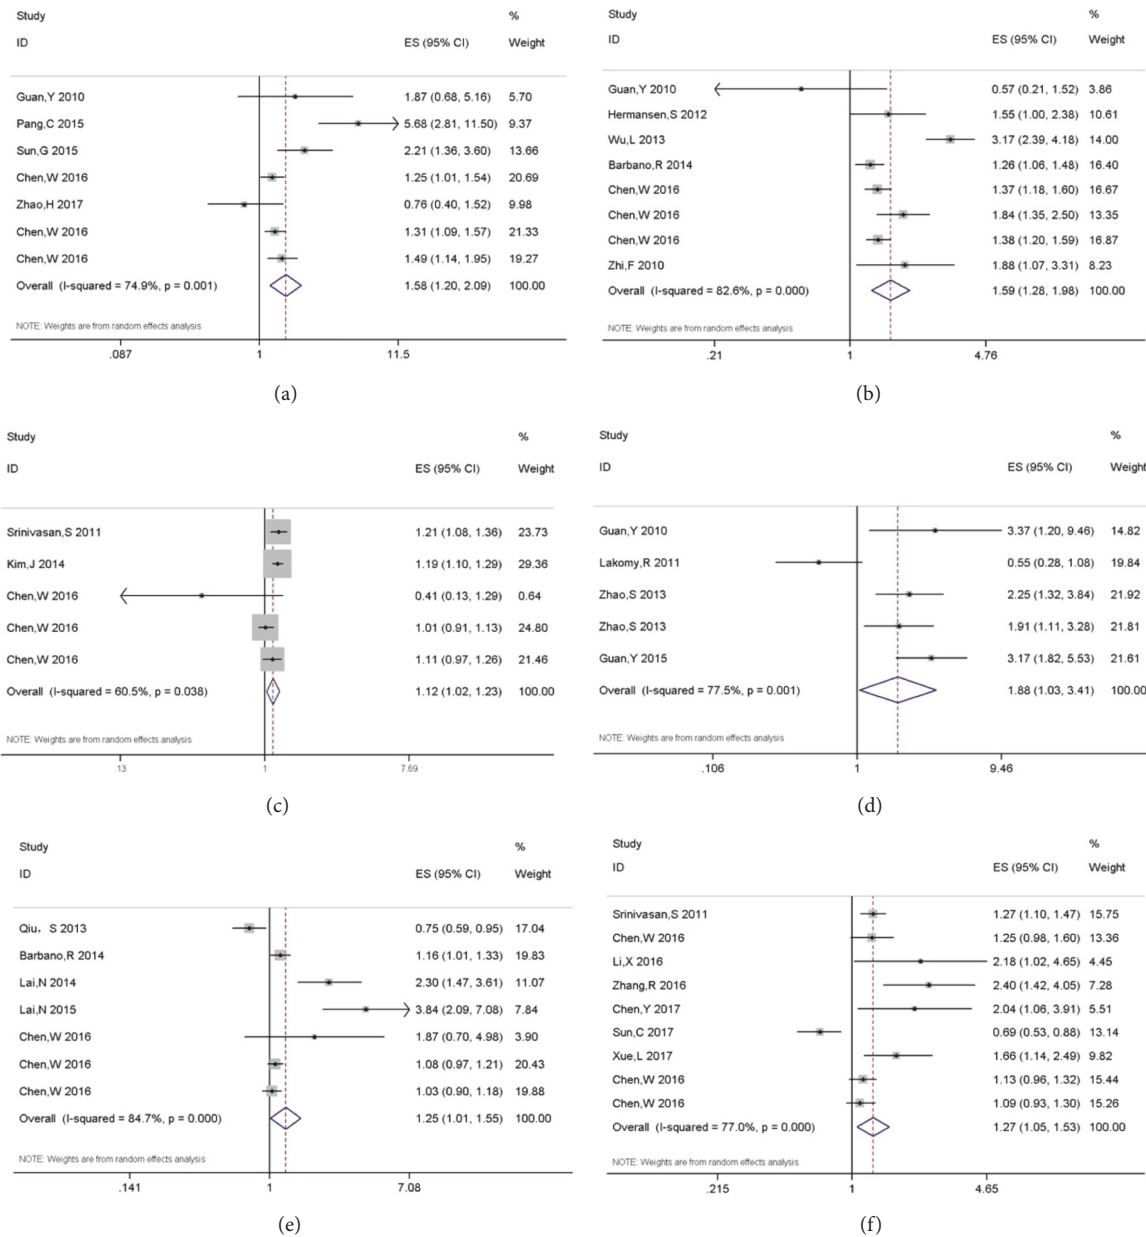 Study %
ID ES (95% CI) Weight
Guan,Y 2010 1.87 (0.68, 5.16) 5.70
Pang,C 2015 5.68 (2.81, 11.50) 9.37
Sun,G 2015 2.21 (1.36, 3.60) 13.66
Chen,W 2016 1.25 (1.01, 1.54) 20.69
Zhao,H 2017 0.76 (0.40, 1.52) 9.98
Chen,W 2016 1.31 (1.09, 1.57) 21.33
Chen,W 2016 1.49 (1.14, 1.95) 19.27
Overall (I-squared = 74.9%, p = 0.001) 1.58 (1.20, 2.09) 100.00
NOTE: Weights are from random effects analysis
.087 1 11.5
(a)
Study %
ID ES (95% CI) Weight
Guan,Y 2010 0.57 (0.21, 1.52) 3.86
Hermansen,S 2012 1.55 (1.00, 2.38) 10.61
Wu,L 2013 3.17 (2.39, 4.18) 14.00
Barbano,R 2014 1.26 (1.06, 1.48) 16.40
Chen,W 2016 1.37 (1.18, 1.60) 16.67
Chen,W 2016 1.84 (1.35, 2.50) 13.35
Chen,W 2016 1.38 (1.20, 1.59) 16.87
Zhi,F 2010 1.88 (1.07, 3.31) 8.23
Overall (I-squared = 82.6%, p = 0.000) 1.59 (1.28, 1.98) 100.00
NOTE: Weights are from random effects analysis
.21 1 4.76
(b)
Study %
ID ES (95% CI) Weight
Srinivasan,S 2011 1.21 (1.08, 1.36) 23.73
Kim,J 2014 1.19 (1.10, 1.29) 29.36
Chen,W 2016 0.41 (0.13, 1.29) 0.64
Chen,W 2016 1.01 (0.91, 1.13) 24.80
Chen,W 2016 1.11 (0.97, 1.26) 21.46
Overall (I-squared = 60.5%, p = 0.038) 1.12 (1.02, 1.23) 100.00
NOTE: Weights are from random effects analysis
.13 1 7.69
(c)
Study %
ID ES (95% CI) Weight
Guan,Y 2010 3.37 (1.20, 9.46) 14.82
Lakomy,R 2011 0.55 (0.28, 1.08) 19.84
Zhao,S 2013 2.25 (1.32, 3.84) 21.92
Zhao,S 2013 1.91 (1.11, 3.28) 21.81
Guan,Y 2015 3.17 (1.82, 5.53) 21.61
Overall (I-squared = 77.5%, p = 0.001) 1.88 (1.03, 3.41) 100.00
NOTE: Weights are from random effects analysis
.106 1 9.46
(d)
Study %
ID ES (95% CI) Weight
Qiu, S 2013 0.75 (0.59, 0.95) 17.04
Barbano,R 2014 1.16 (1.01, 1.33) 19.83
Lai,N 2014 2.30 (1.47, 3.61) 11.07
Lai,N 2015 3.84 (2.09, 7.08) 7.84
Chen,W 2016 1.87 (0.70, 4.98) 3.90
Chen,W 2016 1.08 (0.97, 1.21) 20.43
Chen,W 2016 1.03 (0.90, 1.18) 19.88
Overall (I-squared = 84.7%, p = 0.000) 1.25 (1.01, 1.55) 100.00
NOTE: Weights are from random effects analysis
.141 1 7.08
(e)
Study %
ID ES (95% CI) Weight
Srinivasan,S 2011 1.27 (1.10, 1.47) 15.75
Chen,W 2016 1.25 (0.98, 1.60) 13.36
Li,X 2016 2.18 (1.02, 4.65) 4.45
Zhang,R 2016 2.40 (1.42, 4.05) 7.28
Chen,Y 2017 2.04 (1.06, 3.91) 5.51
Sun,C 2017 0.69 (0.53, 0.88) 13.14
Xue,L 2017 1.66 (1.14, 2.49) 9.82
Chen,W 2016 1.13 (0.96, 1.32) 15.44
Chen,W 2016 1.09 (0.93, 1.30) 15.26
Overall (I-squared = 77.0%, p = 0.000) 1.27 (1.05, 1.53) 100.00
NOTE: Weights are from random effects analysis
.215 1 4.65
(f)